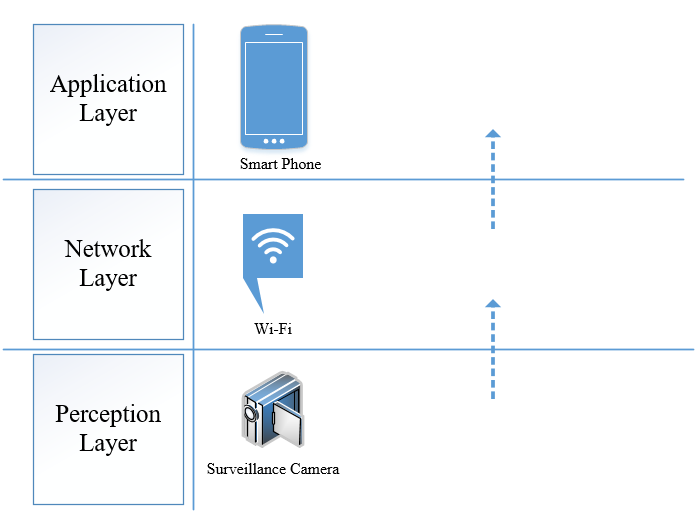 Application
Layer
Smart Phone
Network
Layer
Wi-Fi
Perception
Layer
Surveillance Camera